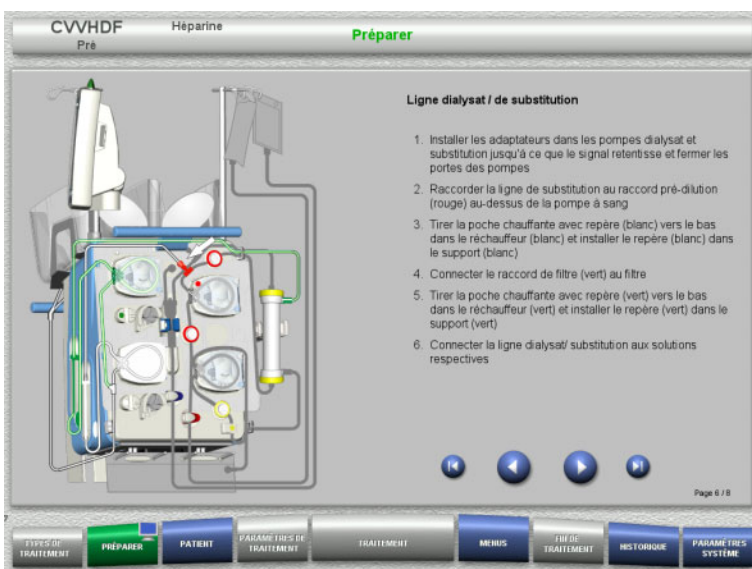 CVVHDF
Héparine
Pré
Préparer
Ligne dialysat / de substitution
1. Installer les adaptateurs dans les pompes dialysat et
substitution jusqu'à ce que le signal retentisse et fermer les
portes des pompes
2. Raccorder la ligne de substitution au raccord pré-dilution
(rouge) au-dessus de la pompe à sang
3. Tirer la poche chauffante avec repère (blanc) vers le bas
dans le réchauffeur (blanc) et installer le repère (blanc) dans
le support (blanc)
4. Connecter le raccord de filtre (vert) au filtre
5. Tirer la poche chauffante avec repère (vert) vers le bas
dans le réchauffeur (vert) et installer le repère (vert) dans le
support (vert)
6. Connecter la ligne dialysat/ substitution aux solutions
respectives
Page 6 / 8
TYPES DE
TRAITEMENT
PRÉPARER
PATIENT
PARAMÈTRES DE
TRAITEMENT
TRAITEMENT
MENUS
FIN DE
TRAITEMENT
HISTORIQUE
PARAMÈTRES
SYSTÈME